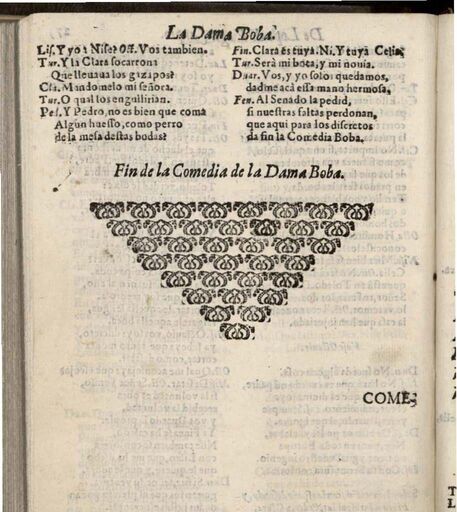 La Dama Boba.
Lis. Y yo a Nise? Ott. Vos tambien.
Tur. Y la Clara socarrona
Que lleuaua los gazapos?
Cla. Mandomelo mi señora.
Tur. O qual los engullirian.
Ped. Y Pedro, no es bien que coma
Algun huesso, como perro
de la mesa destas bodas?
Fin. Clara es tuya. Ni. Y tuya Celia,
Tur. Serà mi bota, y mi nouia.
Duar. Vos, y yo solo quedamos,
dadme acà essa mano hermosa,
Fen. Al Senado la pedid,
si nuestras faltas perdonan,
que aqui para los discretos
da fin la Comedia Boba.
Fin de la Comedia de la Dama Boba.
COME;